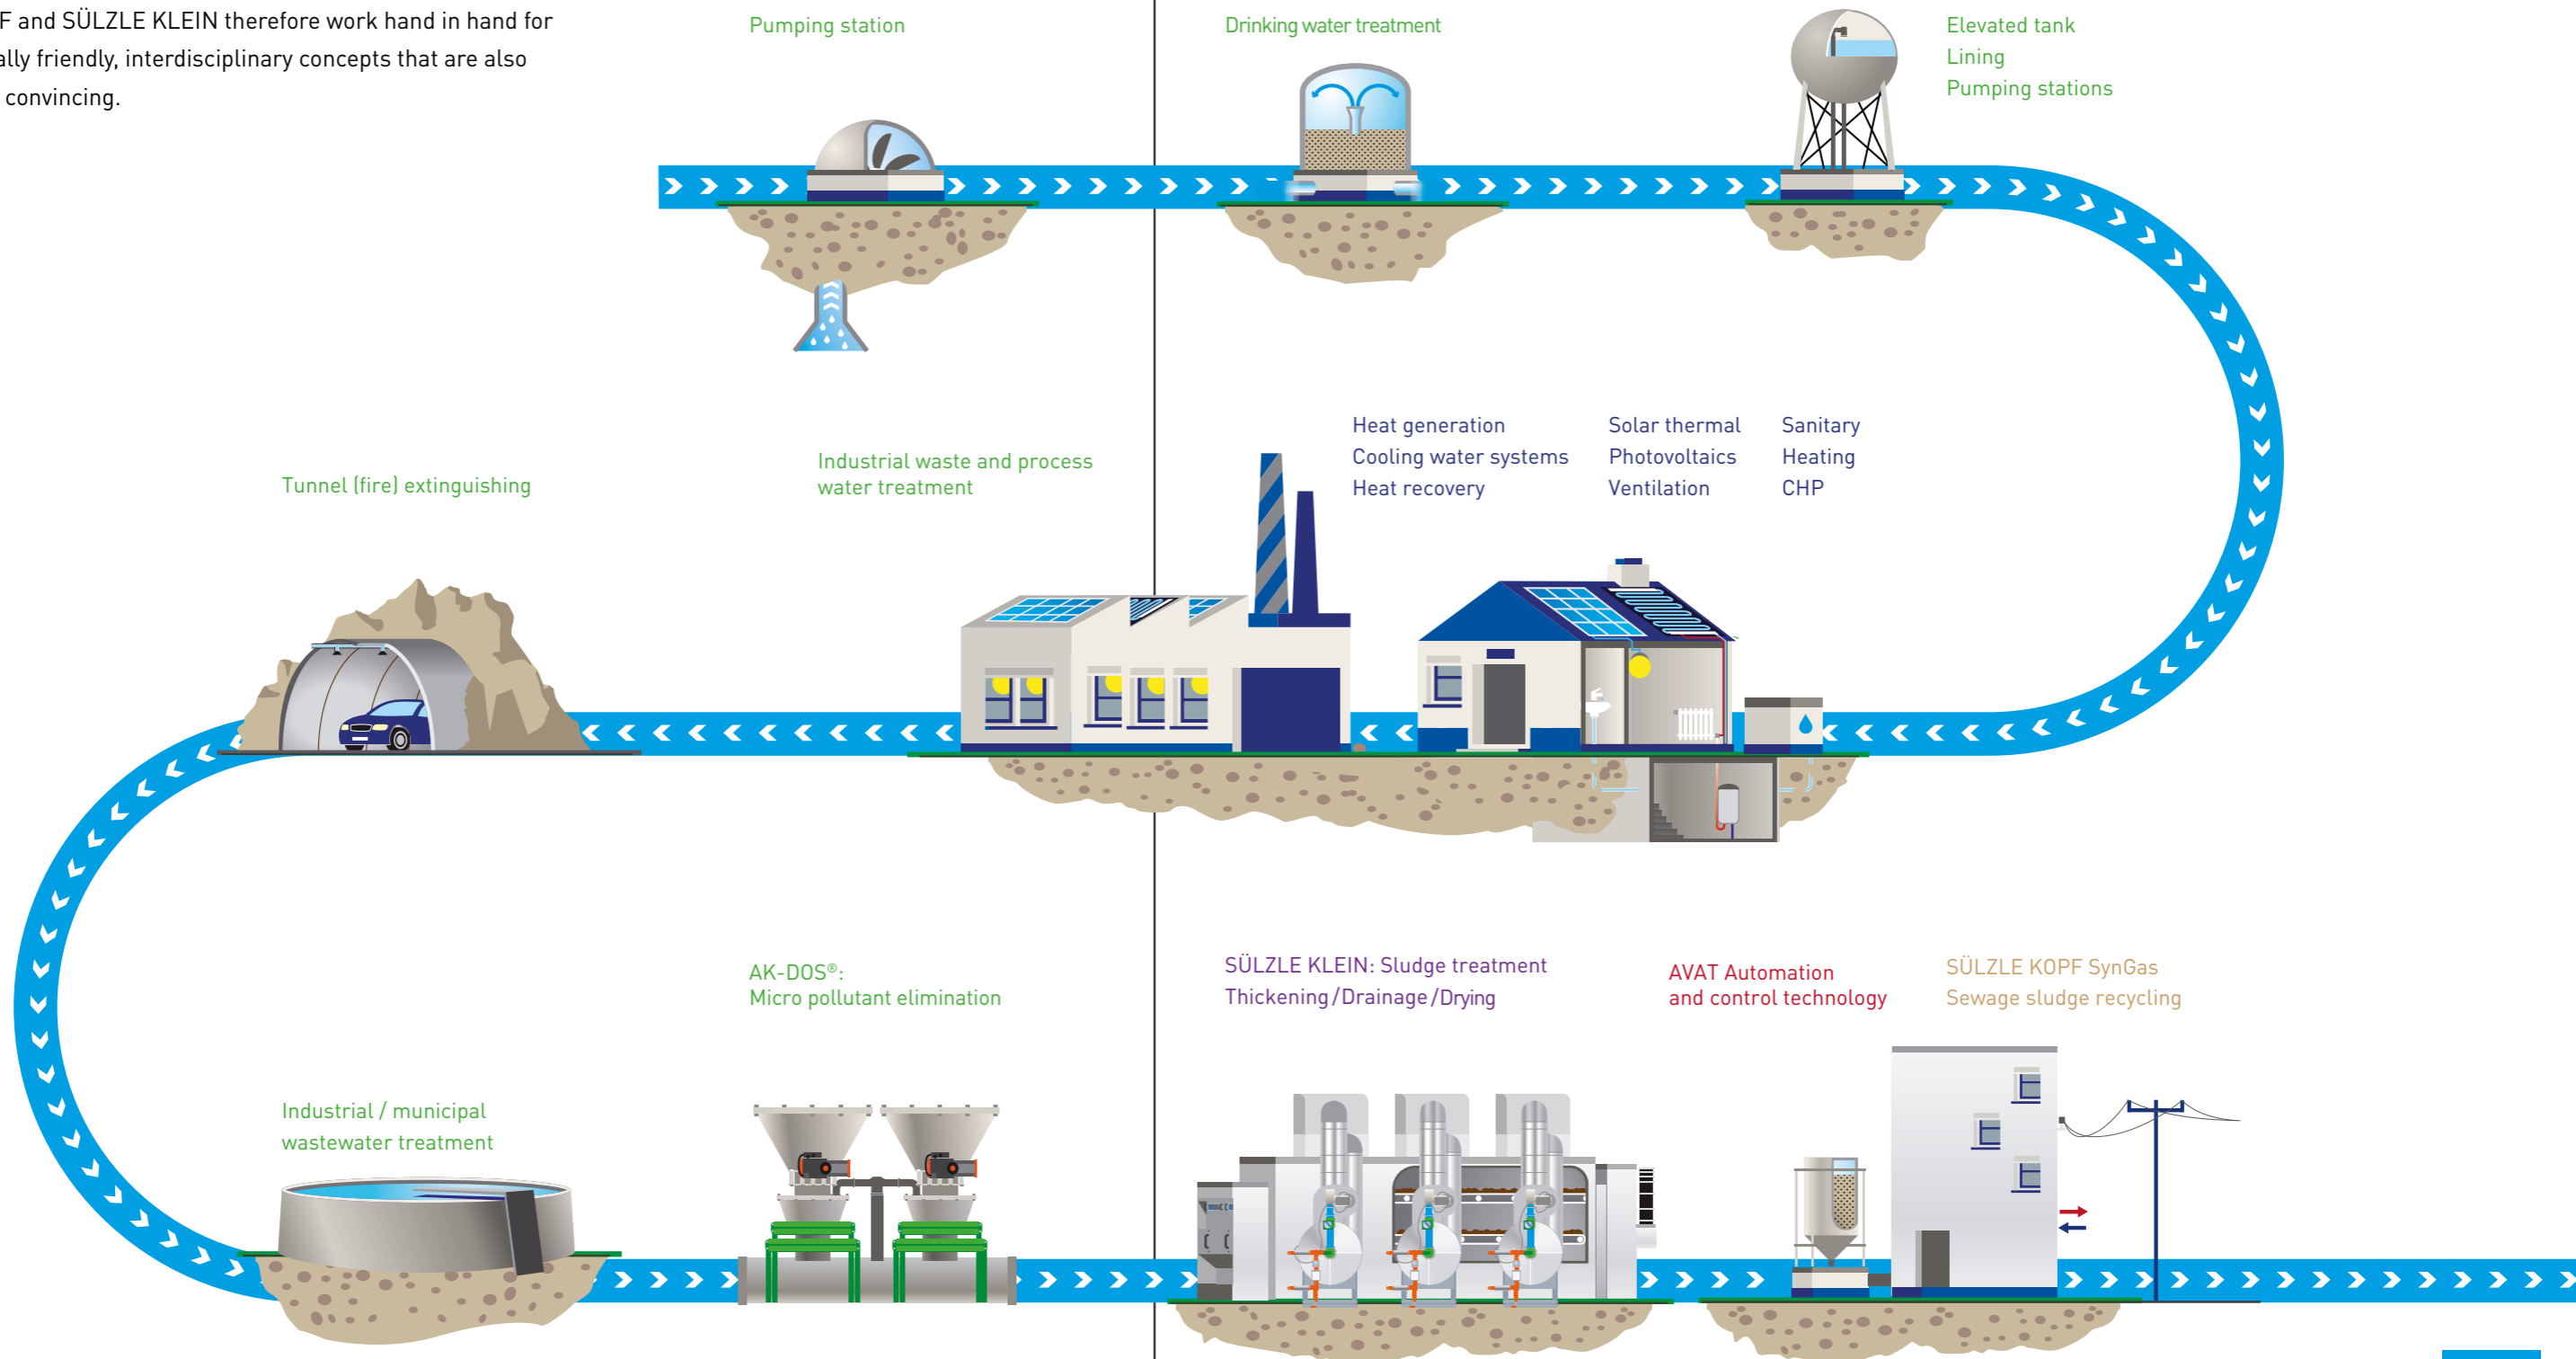 and SÜLZLE KLEIN therefore work hand in hand for
friendly, interdisciplinary concepts that are also
convincing.
Pumping station
Drinking water treatment
Elevated tank
Lining
Pumping stations
Tunnel (fire) extinguishing
Industrial waste and process
water treatment
Heat generation
Cooling water systems
Heat recovery
Solar thermal
Photovoltaics
Ventilation
Sanitary
Heating
CHP
Industrial / municipal
wastewater treatment
AK-DOS®:
Micro pollutant elimination
SÜLZLE KLEIN: Sludge treatment
Thickening / Drainage / Drying
AVAT Automation
and control technology
SÜLZLE KOPF SynGas
Sewage sludge recycling